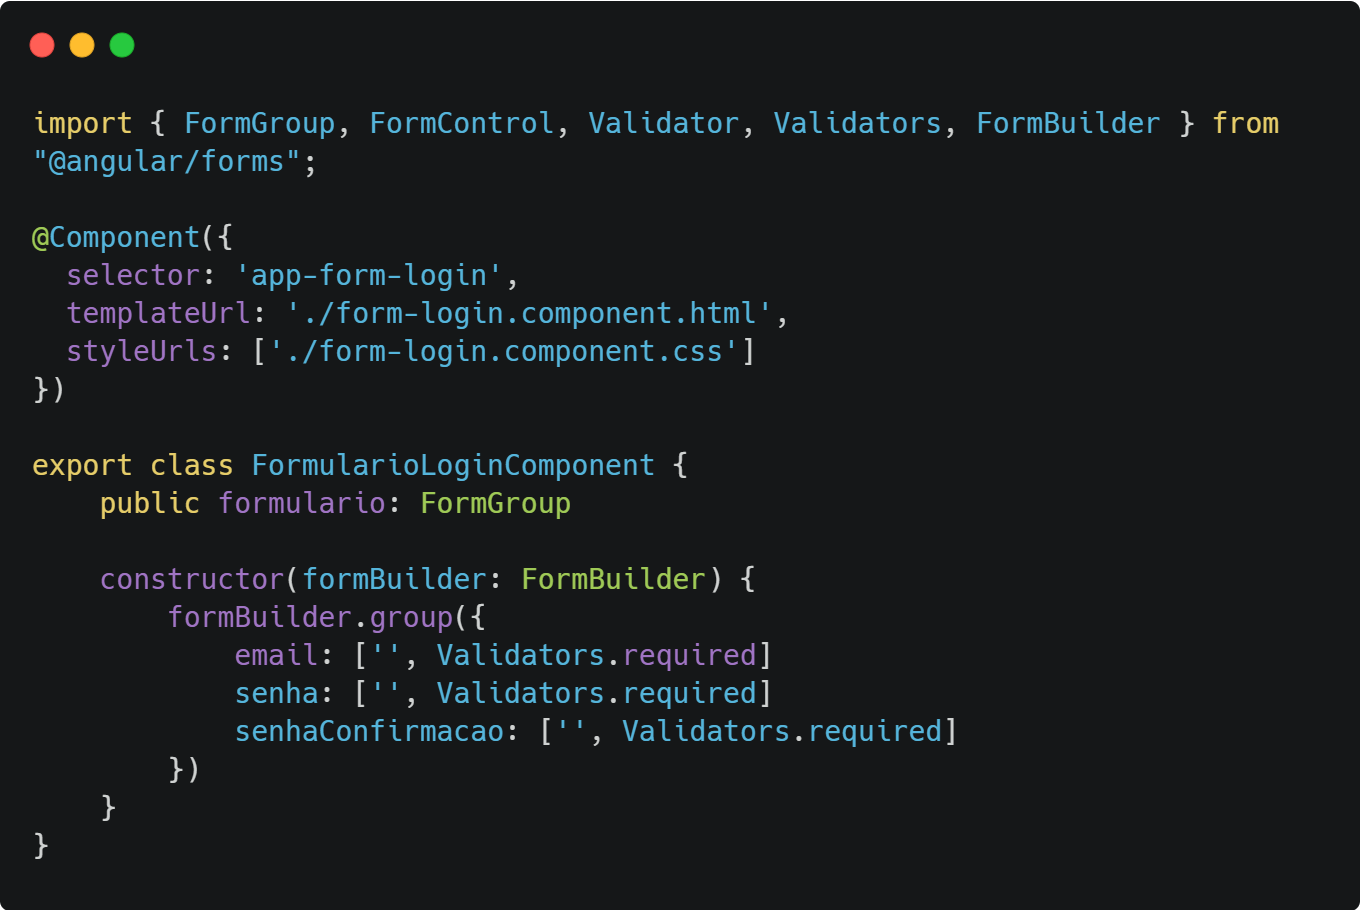 import { FormGroup, FormControl, Validator, Validators, FormBuilder } from
"@angular/forms";

@Component({
  selector: 'app-form-login',
  templateUrl: './form-login.component.html',
  styleUrls: ['./form-login.component.css']
})

export class FormularioLoginComponent {
    public formulario: FormGroup

    constructor(formBuilder: FormBuilder) {
        formBuilder.group({
            email: ['', Validators.required]
            senha: ['', Validators.required]
            senhaConfirmacao: ['', Validators.required]
        })
    }
}